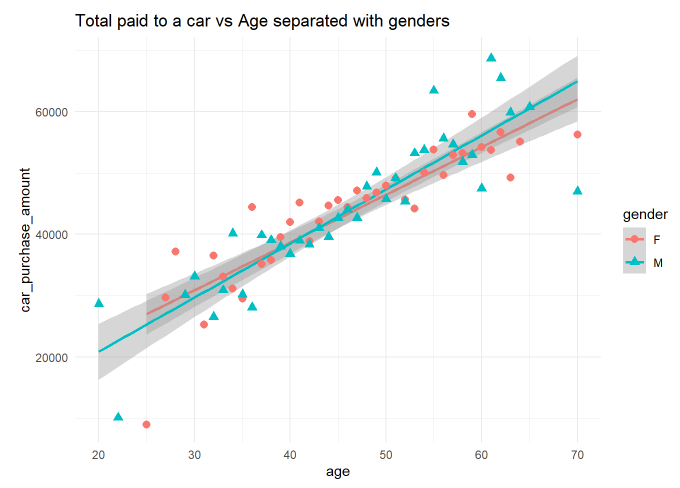 Total paid to a car vs Age separated with genders
car_purchase_amount
60000
40000
20000
20
30
40
50
60
70
age
gender
F
M